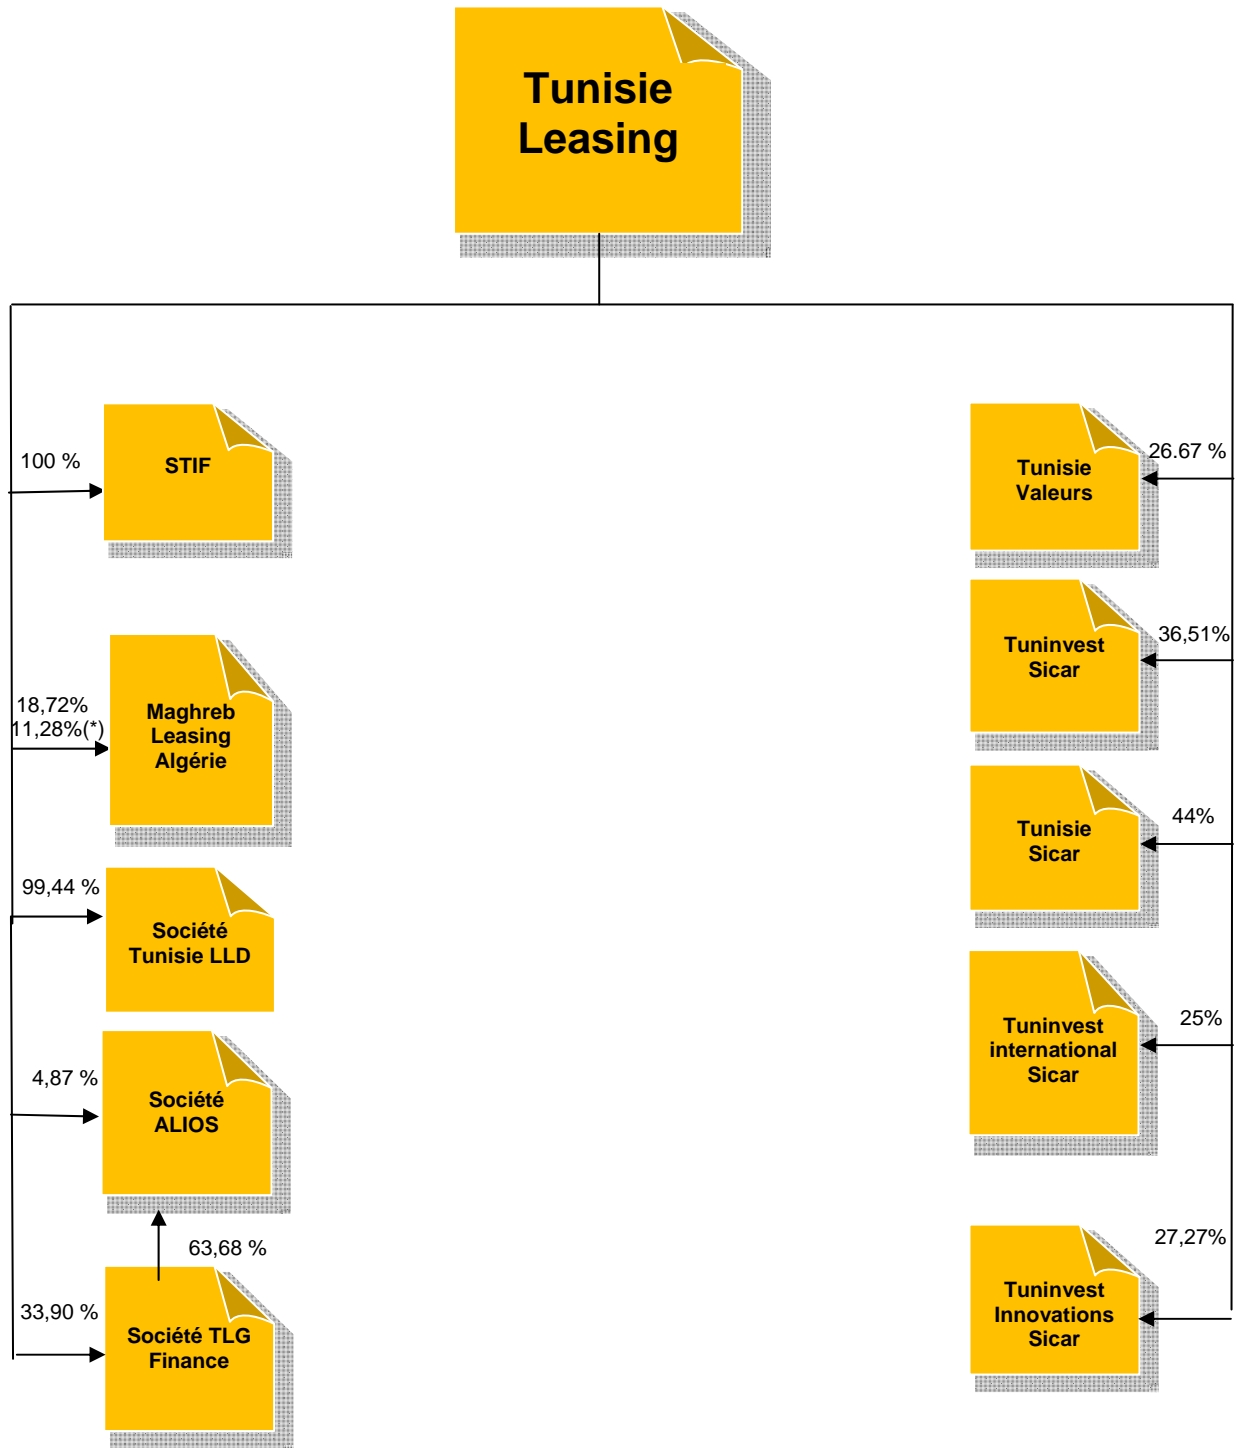 Tunisie
Leasing
100 %
STIF
18,72%
11,28%(*)
Maghreb
Leasing
Algérie
99,44 %
Société
Tunisie LLD
4,87 %
Société
ALIOS
63,68 %
33,90 %
Société TLG
Finance
Tunisie
Valeurs
26.67 %
Tuninvest
Sicar
36,51%
Tunisie
Sicar
44%
Tuninvest
international
Sicar
25%
Tuninvest
Innovations
Sicar
27,27%